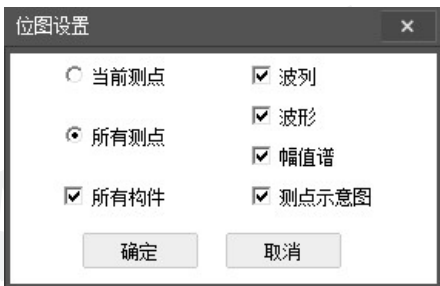 位图设置
当前测点
波列
波形
所有测点
幅值谱
所有构件
测点示意图
确定
取消